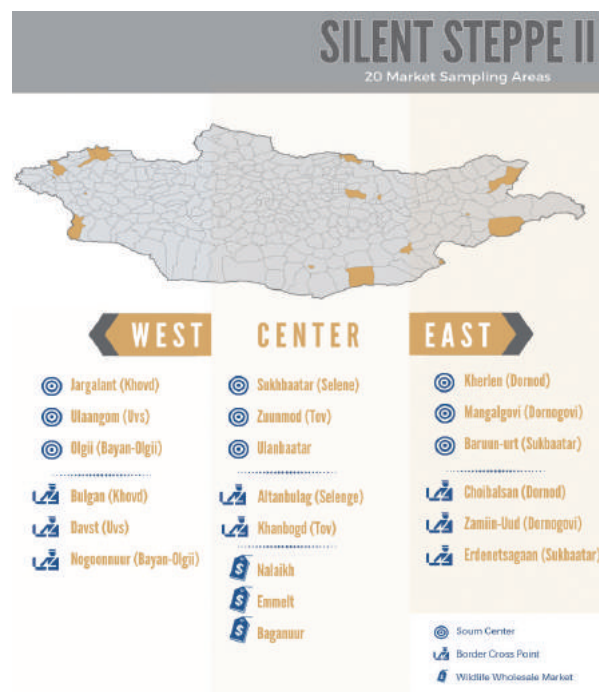 SILENT STEPPE II
20 Market Sampling Areas
WEST
CENTER
EAST
Jargalant (Khovd)
Ulaangom (Uvs)
Olgii (Bayan-Olgii)
Bulgan (Khovd)
Davst (Uvs)
Nogoonnuur (Bayan-Olgii)
Sukhbaatar (Selene)
Zuunmod (Tov)
Ulanbaatar
Altanbulag (Selenge)
Khanbogd (Tov)
Nalaikh
Emmelt
Baganuur
Kherlen (Dornod)
Mangalgovi (Dornogovi)
Baruun-urt (Sukbaatar)
Choibalsan (Dornod)
Zamiin-Uud (Dornogovi)
Erdenetsagaan (Sukbaatar)
Soum Center
Border Cross Point
Wildlife Wholesale Market